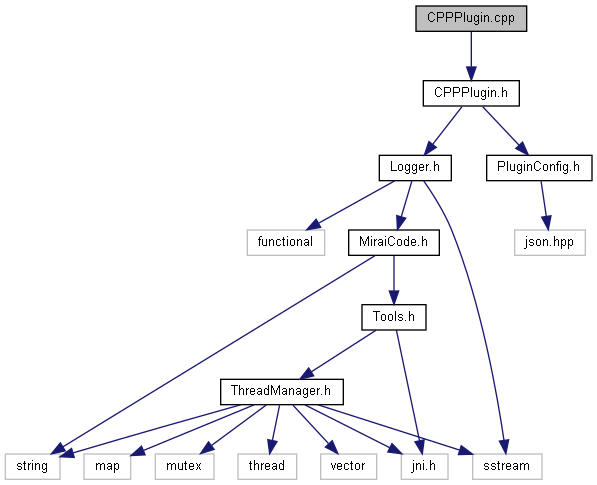 CPPPlugin.cpp
CPPPlugin.h
Logger.h
PluginConfig.h
functional
MiraiCode.h
json.hpp
Tools.h
ThreadManager.h
string
map
mutex
thread
vector
jni.h
sstream